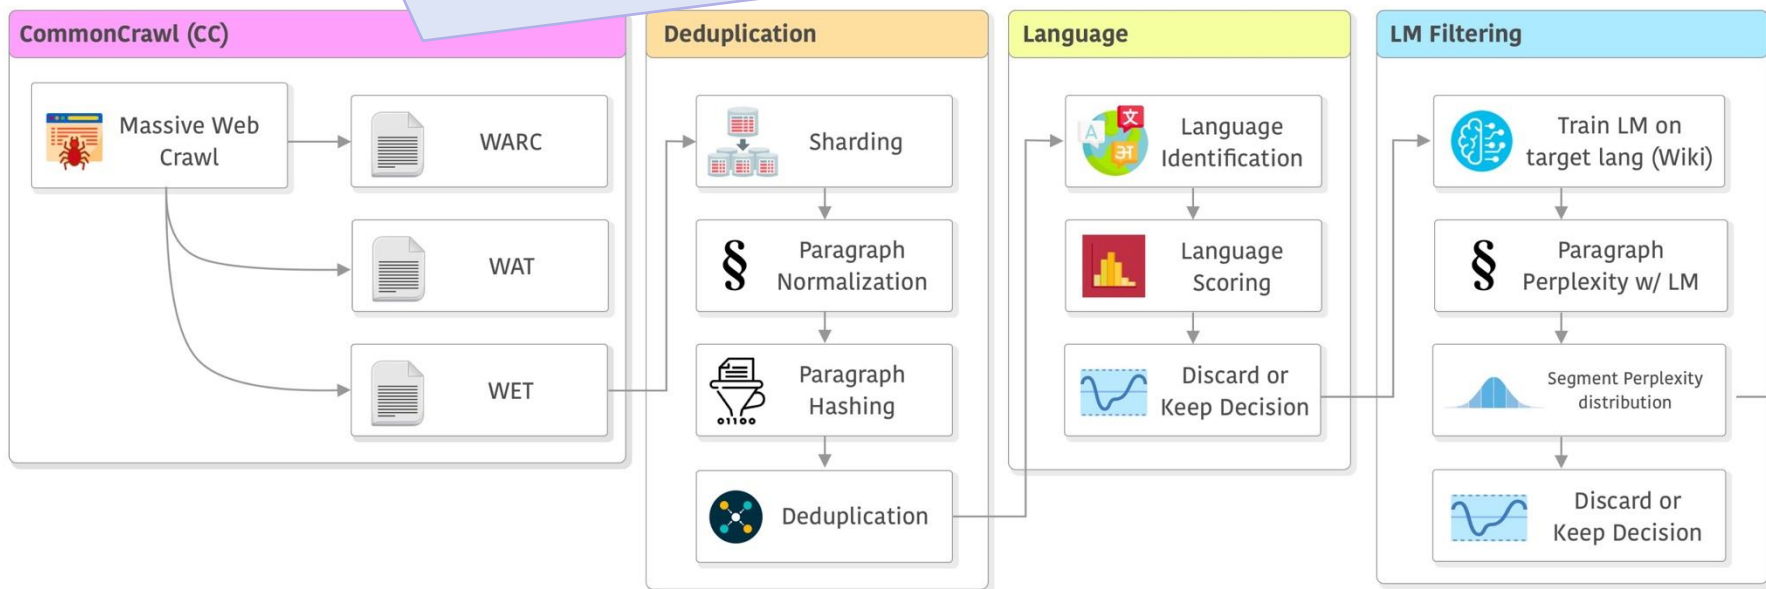 CommonCrawl (CC)
Massive Web
Crawl
WARC
WAT
WET
Deduplication
Sharding
§
Paragraph
Normalization
Paragraph
Hashing
01100
Deduplication
Language
A
文
अ
Language
Identification
Language
Scoring
Discard or
Keep Decision
LM Filtering
Train LM on
target lang (Wiki)
§
Paragraph
Perplexity w/ LM
Segment Perplexity
distribution
Discard or
Keep Decision